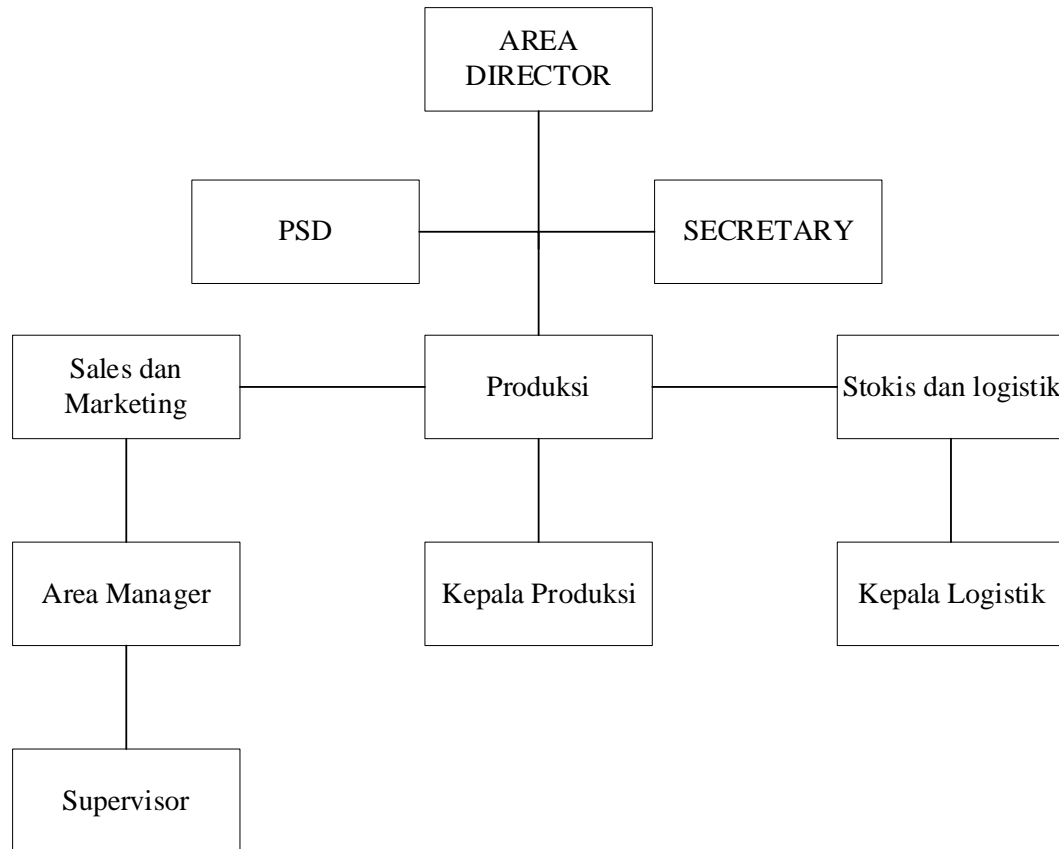 AREA
DIRECTOR
PSD
SECRETARY
Sales dan
Marketing
Produksi
Stokis dan logistik
Area Manager
Kepala Produksi
Kepala Logistik
Supervisor